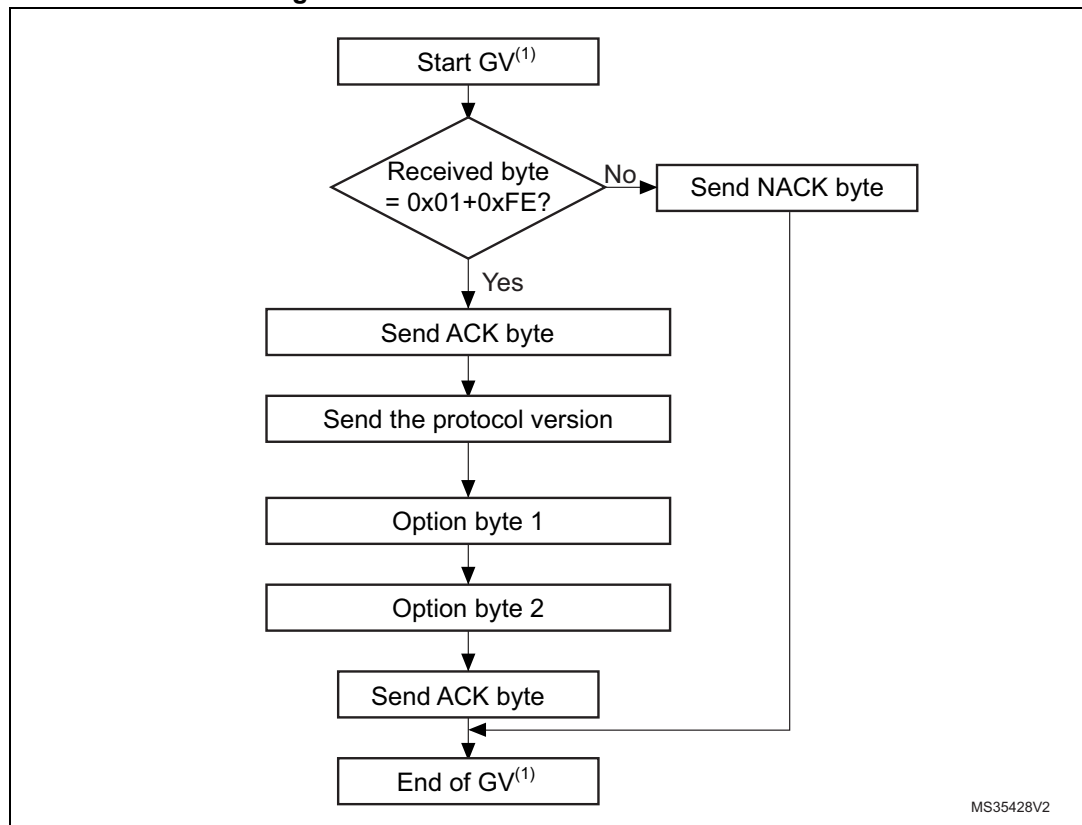 Start GV(1)
Received byte
= 0x01+0xFE?
No
Send NACK byte
Yes
Send ACK byte
Send the protocol version
Option byte 1
Option byte 2
Send ACK byte
End of GV(1)
MS35428V2